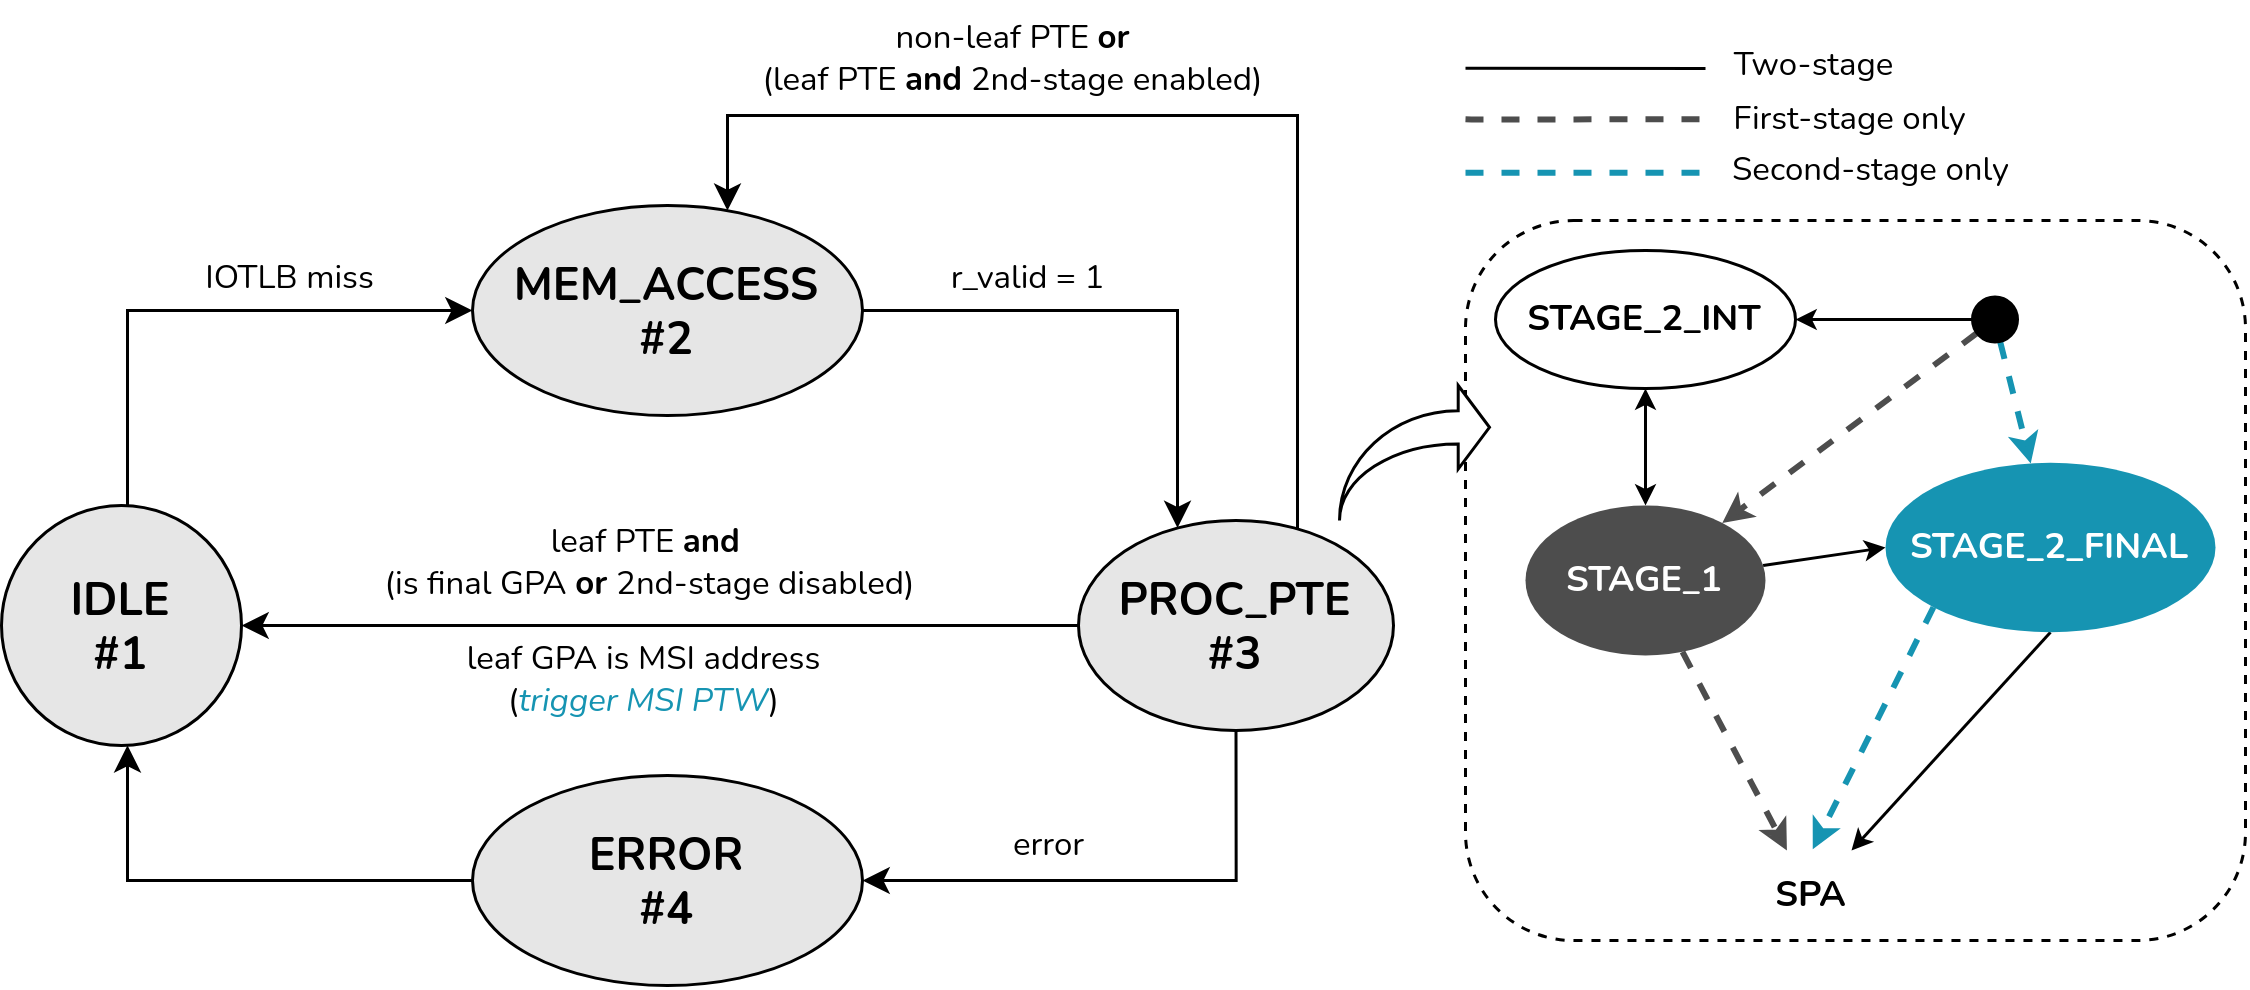 non-leaf PTE or
(leaf PTE and 2nd-stage enabled)
Two-stage
First-stage only
Second-stage only
IOTLB miss
MEM_ACCESS
#2
r_valid = 1
STAGE_2_INT
leaf PTE and
(is final GPA or 2nd-stage disabled)
IDLE
#1
PROC_PTE
#3
STAGE_1
STAGE_2_FINAL
leaf GPA is MSI address
(trigger MSI PTW)
ERROR
#4
error
SPA